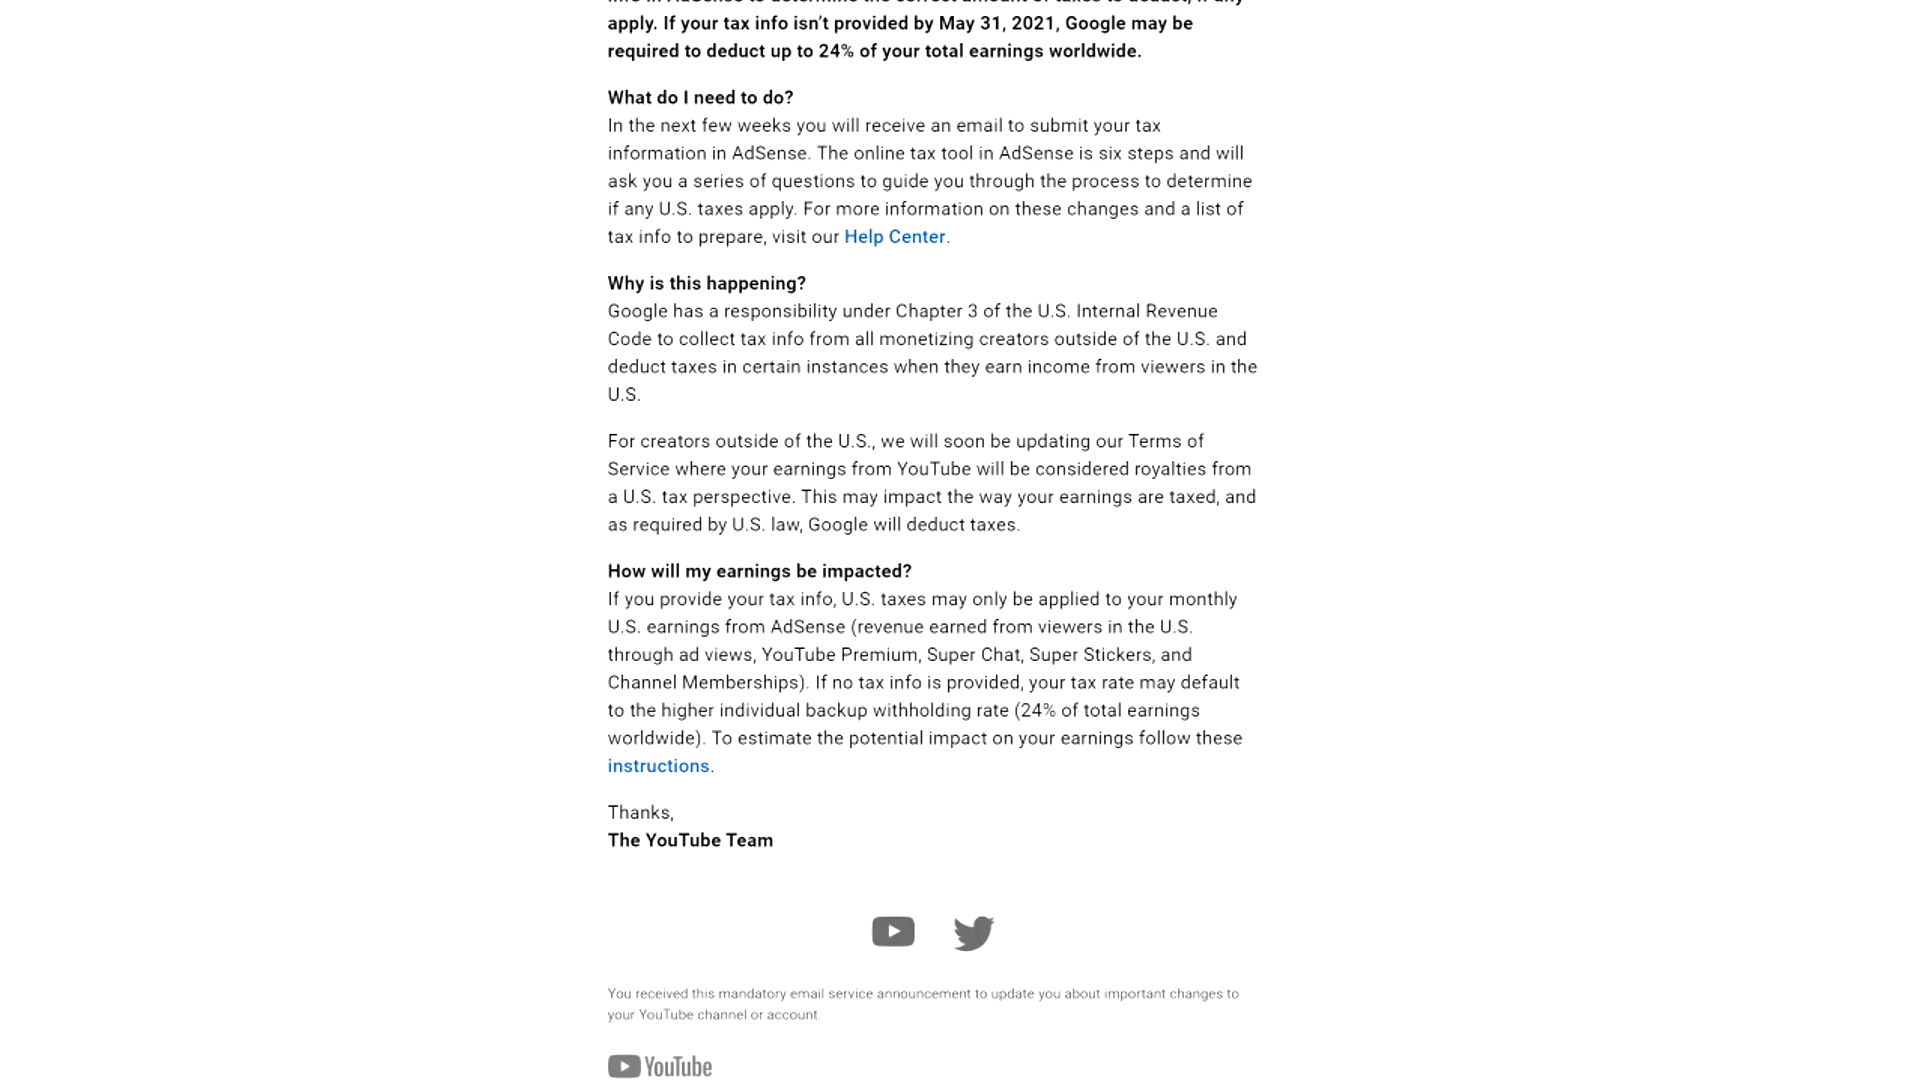 apply. If your tax info isn’t provided by May 31, 2021, Google may be
required to deduct up to 24% of your total earnings worldwide.
What do I need to do?
In the next few weeks you will receive an email to submit your tax
information in AdSense. The online tax tool in AdSense is six steps and will
ask you a series of questions to guide you through the process to determine
if any U.S. taxes apply. For more information on these changes and a list of
tax info to prepare, visit our Help Center.
Why is this happening?
Google has a responsibility under Chapter 3 of the U.S. Internal Revenue
Code to collect tax info from all monetizing creators outside of the U.S. and
deduct taxes in certain instances when they earn income from viewers in the
U.S.
For creators outside of the U.S., we will soon be updating our Terms of
Service where your earnings from YouTube will be considered royalties from
a U.S. tax perspective. This may impact the way your earnings are taxed, and
as required by U.S. law, Google will deduct taxes.
How will my earnings be impacted?
If you provide your tax info, U.S. taxes may only be applied to your monthly
U.S. earnings from AdSense (revenue earned from viewers in the U.S.
through ad views, YouTube Premium, Super Chat, Super Stickers, and
Channel Memberships). If no tax info is provided, your tax rate may default
to the higher individual backup withholding rate (24% of total earnings
worldwide). To estimate the potential impact on your earnings follow these
instructions.
Thanks,
The YouTube Team
You received this mandatory email service announcement to update you about important changes to
your YouTube channel or account.
YouTube